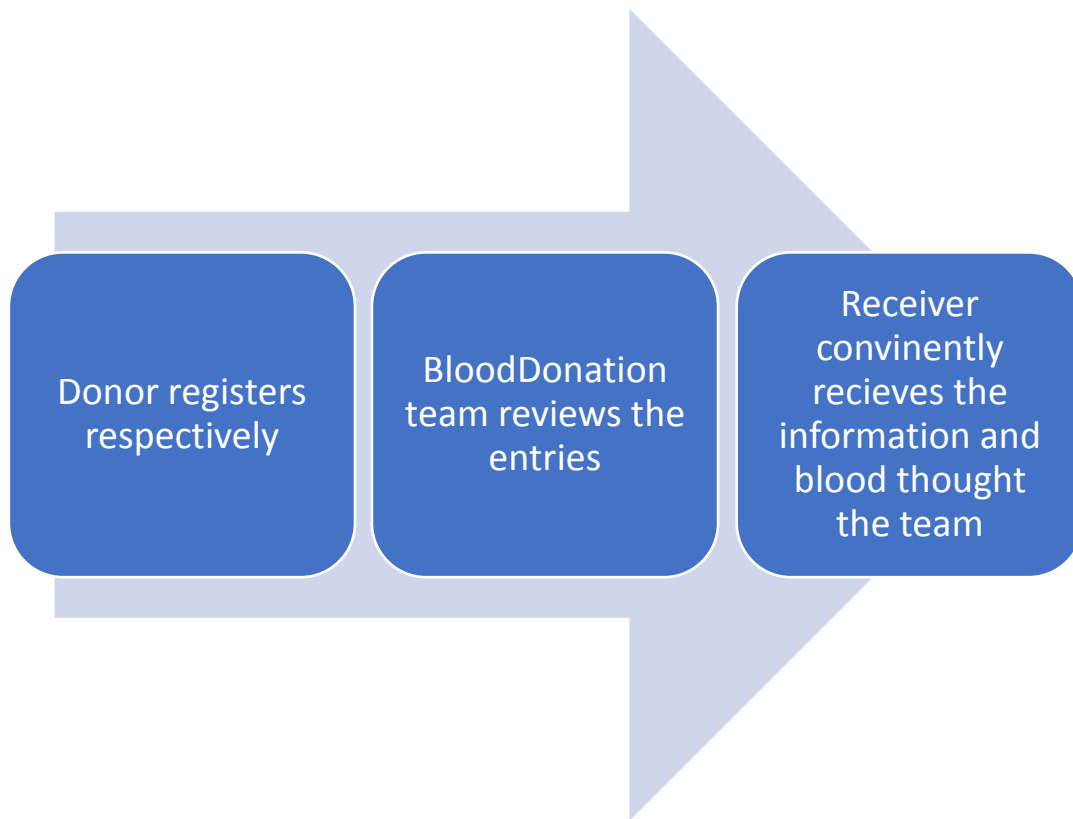 Donor registers
respectively
BloodDonation
team reviews the
entries
Receiver
convinently
recieves the
information and
blood thought
the team